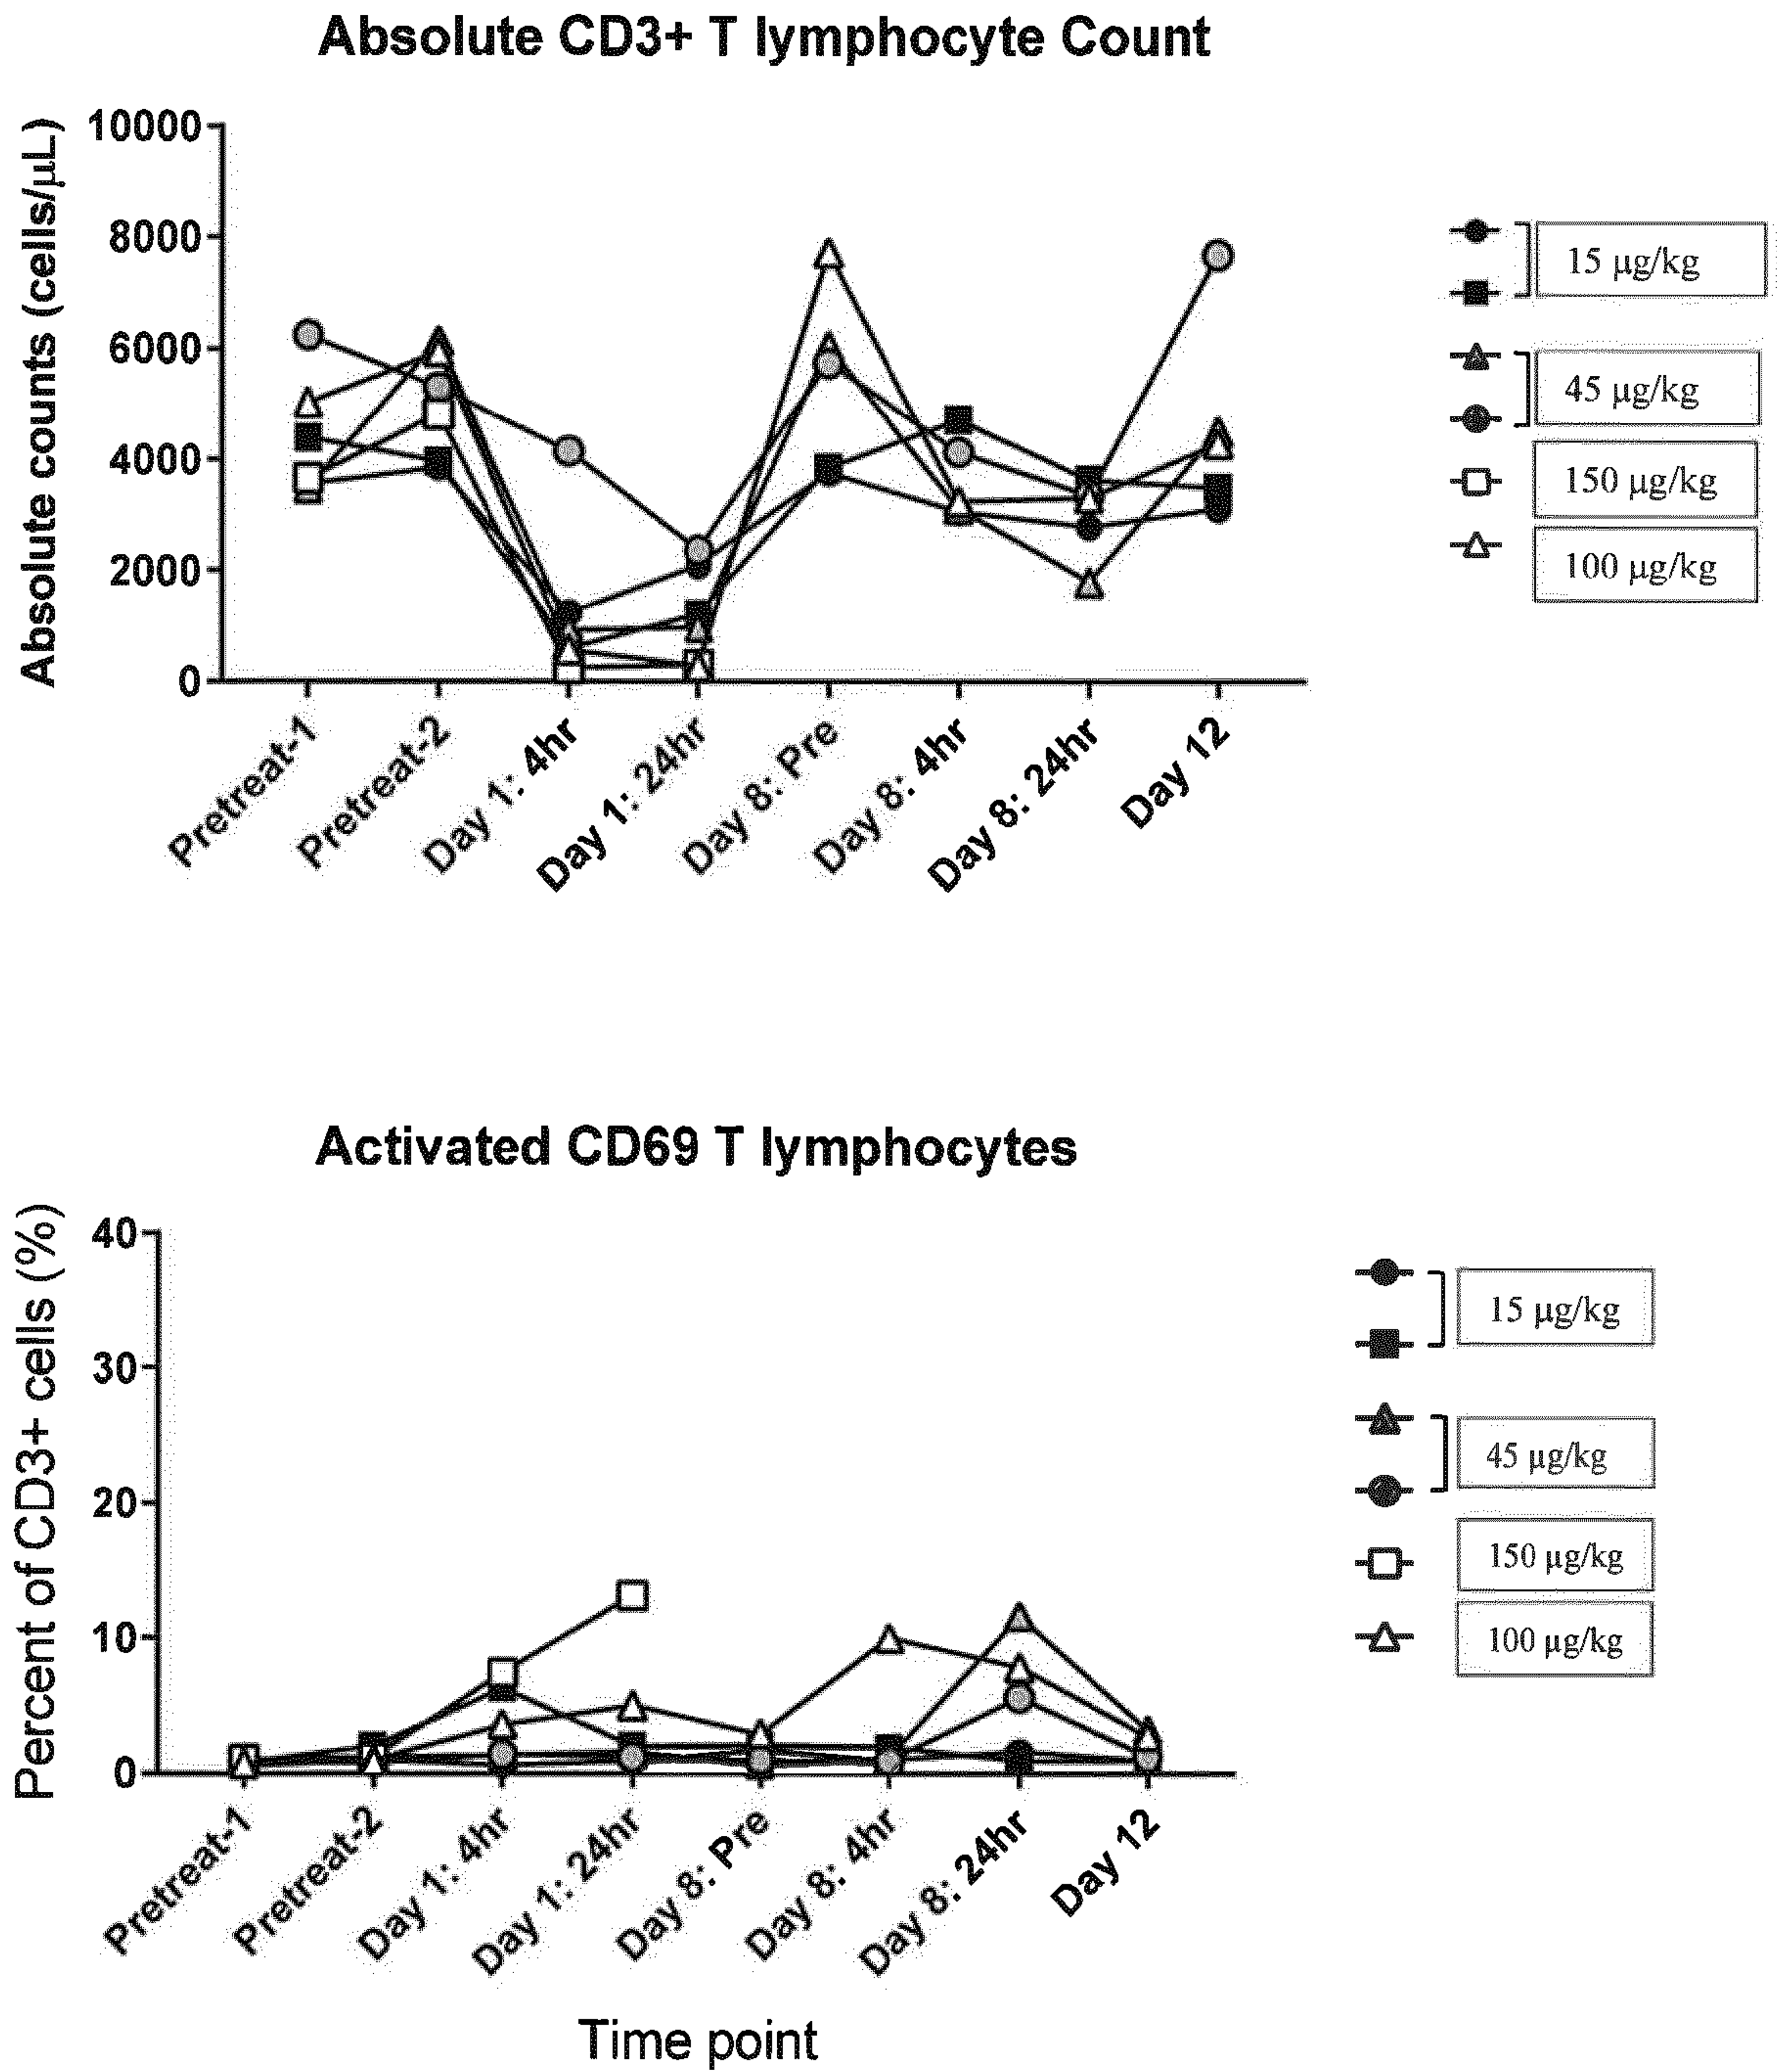 Absolute CD3+ T lymphocyte Count
Absolute counts (cells/μL)
10000
8000
6000
4000
2000
0
Pretreat-1
Pretreat-2
Day 1: 4hr
Day 1: 24hr
Day 8: Pre
Day 8: 4hr
Day 8: 24hr
Day 12
15 μg/kg
45 μg/kg
150 μg/kg
100 μg/kg
Activated CD69 T lymphocytes
Percent of CD3+ cells (%)
40
30
20
10
0
Pretreat-1
Pretreat-2
Day 1: 4hr
Day 1: 24hr
Day 8: Pre
Day 8: 4hr
Day 8: 24hr
Day 12
Time point
15 μg/kg
45 μg/kg
150 μg/kg
100 μg/kg